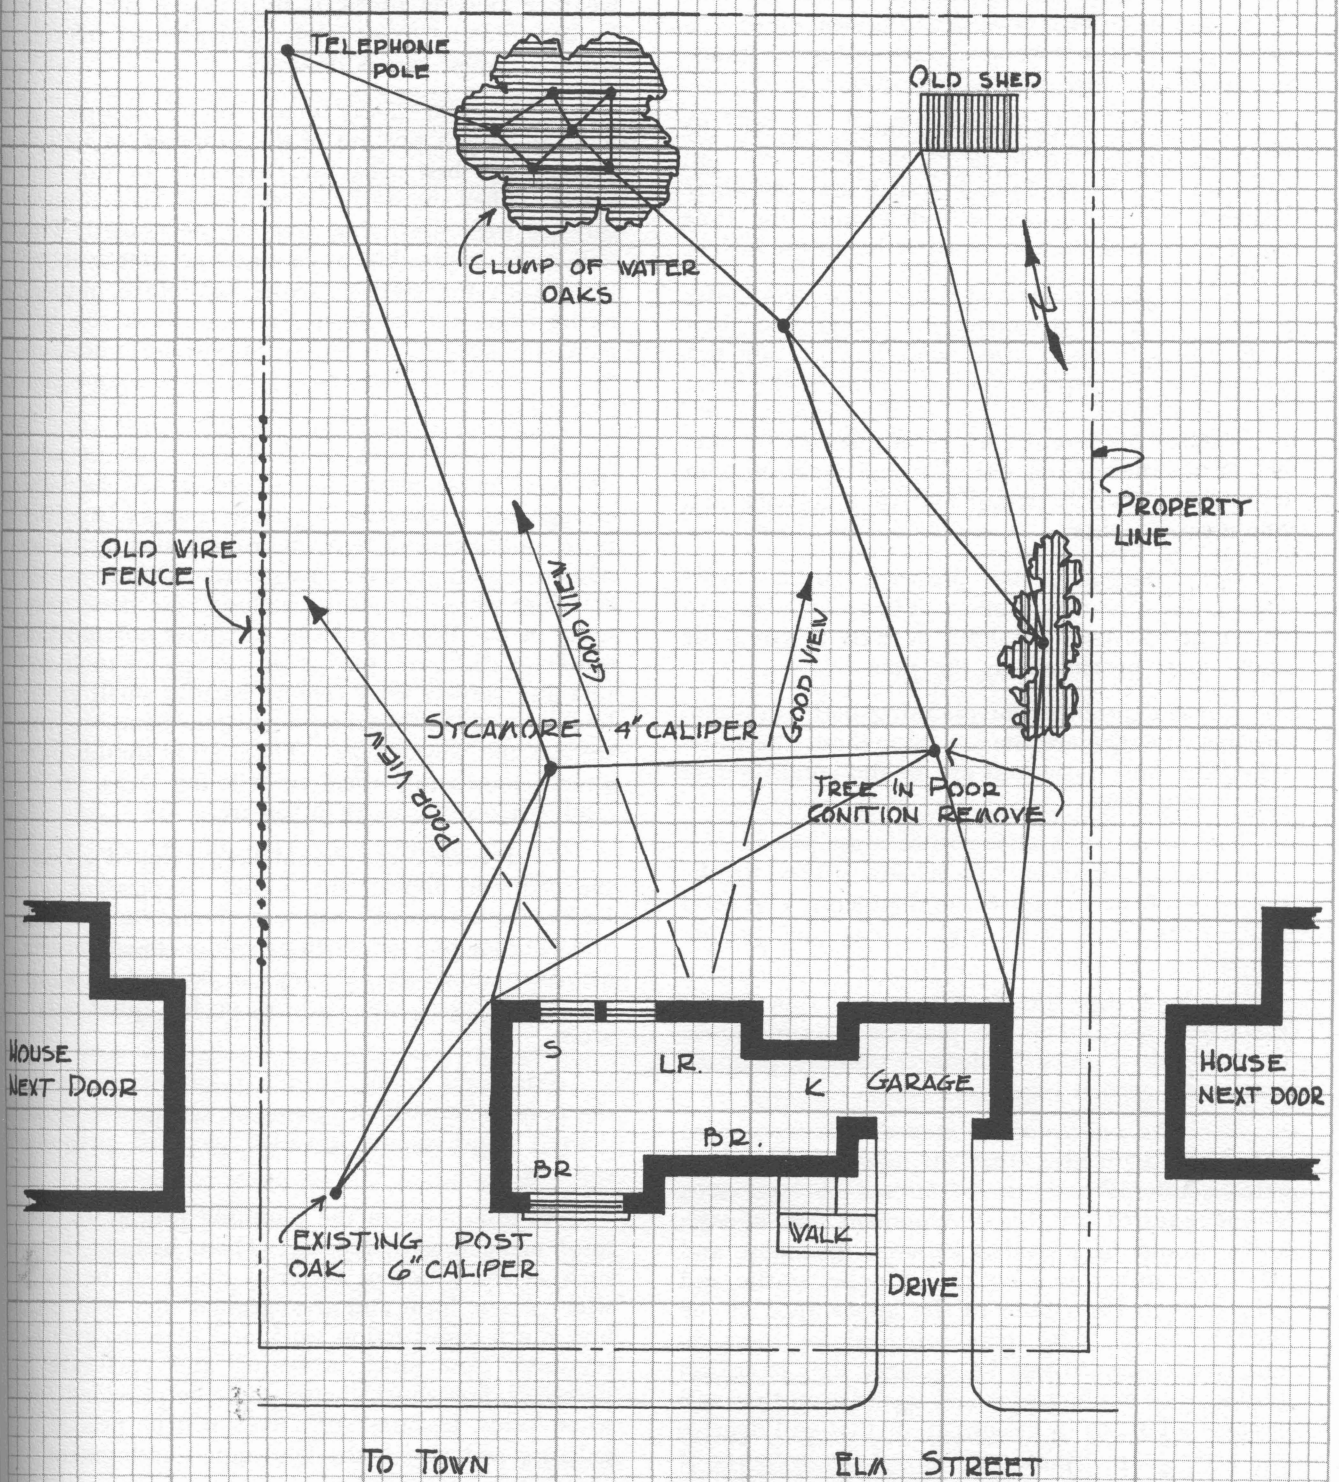 TELEPHONE
POLE
OLD SHED
CLUMP OF WATER
OAKS
N
PROPERTY
LINE
OLD WIRE
FENCE
GOOD VIEW
GOOD VIEW
POOR VIEW
SYCAMORE 4" CALIPER
TREE IN POOR
CONITION REMOVE
HOUSE
NEXT DOOR
S
LR.
K
GARAGE
HOUSE
NEXT DOOR
BR.
BR
EXISTING POST
OAK 6" CALIPER
WALK
DRIVE
TO TOWN
ELM STREET